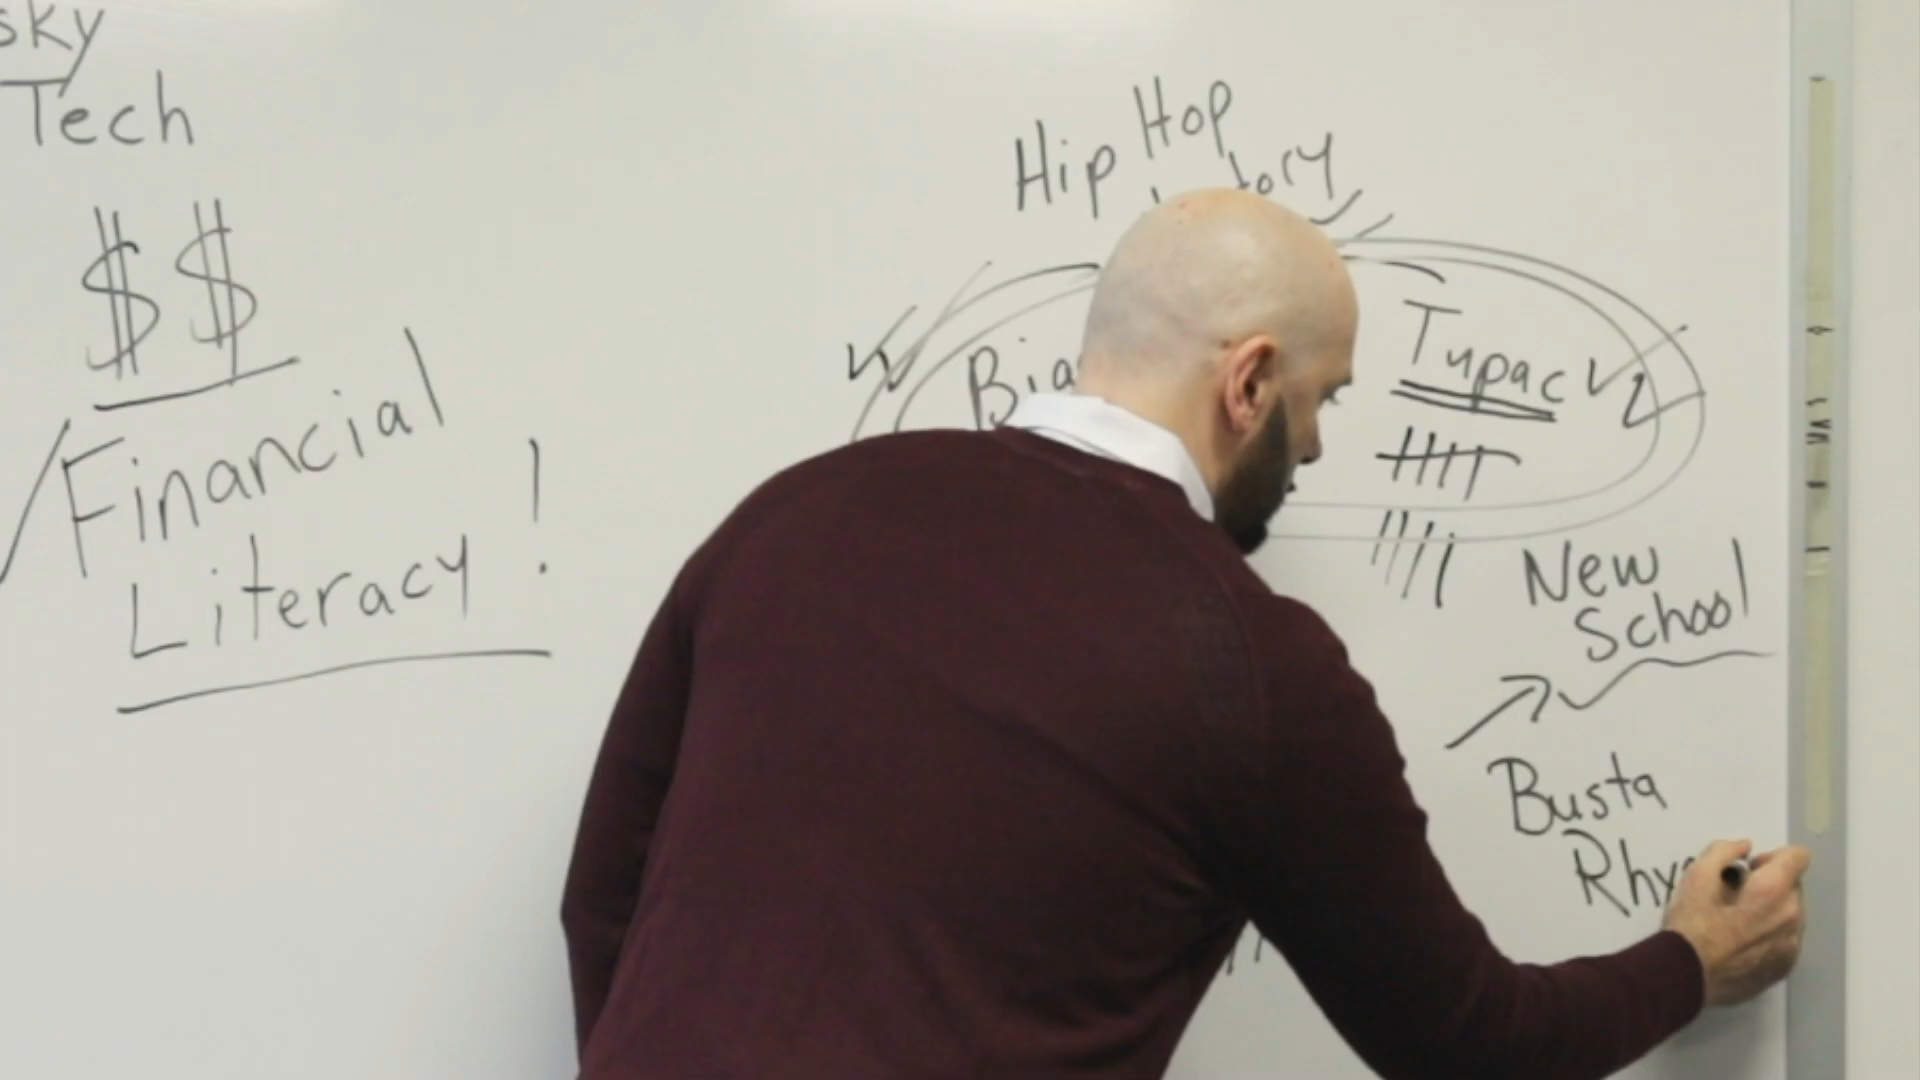 sky
Tech
$$
Financial
Literacy!
Hip Hop
Tupac
New
School
Busta